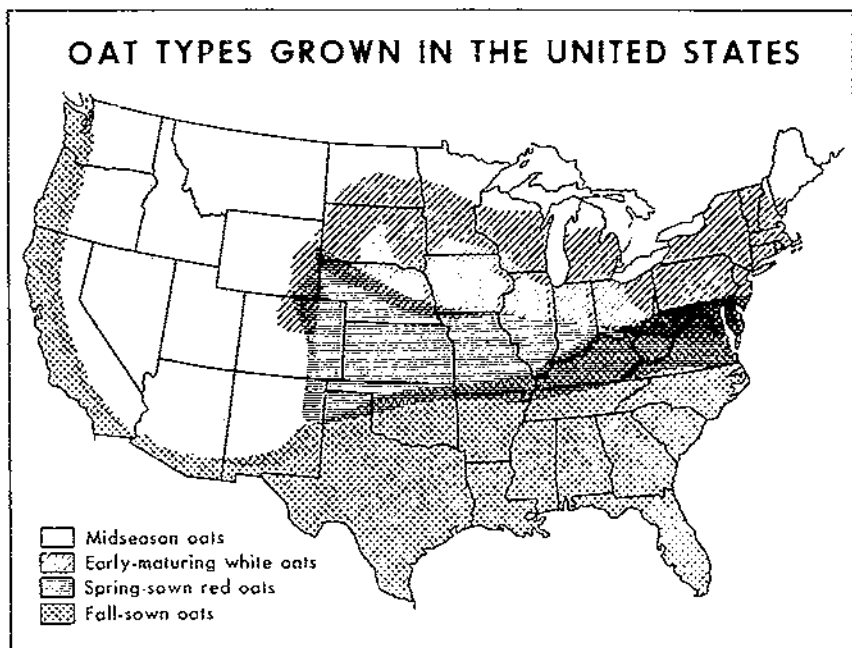 OAT TYPES GROWN IN THE UNITED STATES
Midseason oats
Early-maturing white oats
Spring-sown red oats
Fall-sown oats